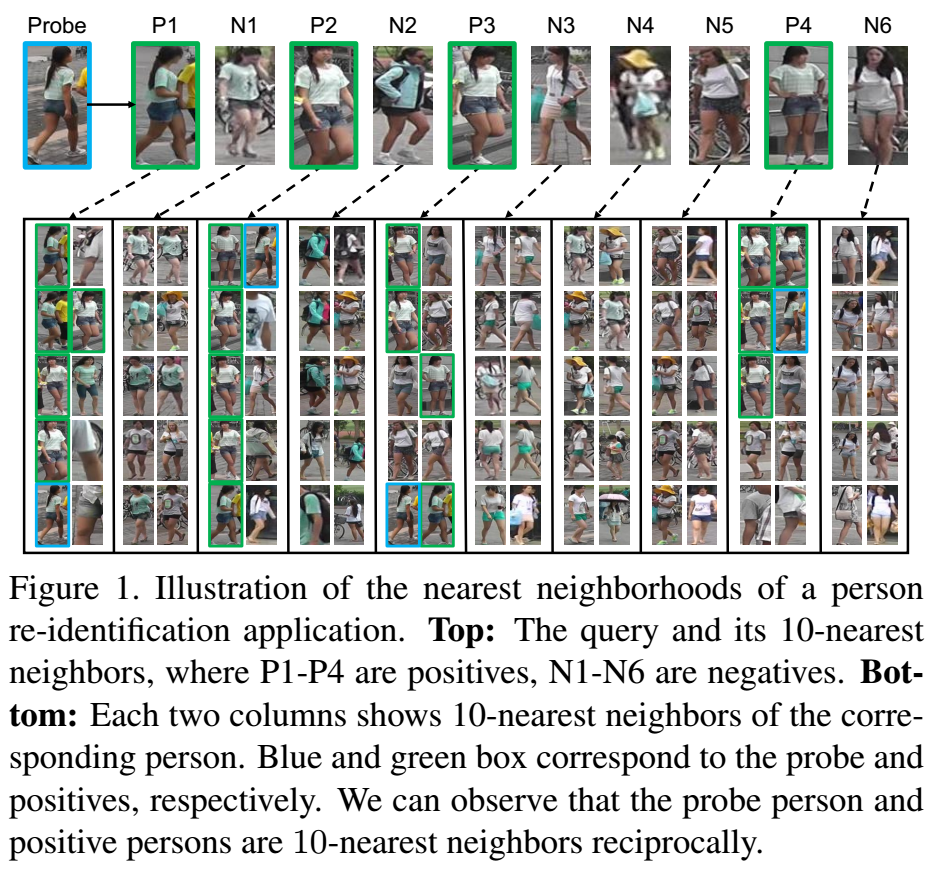 Probe P1 N1 P2 N2 P3 N3 N4 N5 P4 N6
Figure 1. Illustration of the nearest neighborhoods of a person
re-identification application. Top: The query and its 10-nearest
neighbors, where P1-P4 are positives, N1-N6 are negatives. Bot-
tom: Each two columns shows 10-nearest neighbors of the corre-
sponding person. Blue and green box correspond to the probe and
positives, respectively. We can observe that the probe person and
positive persons are 10-nearest neighbors reciprocally.